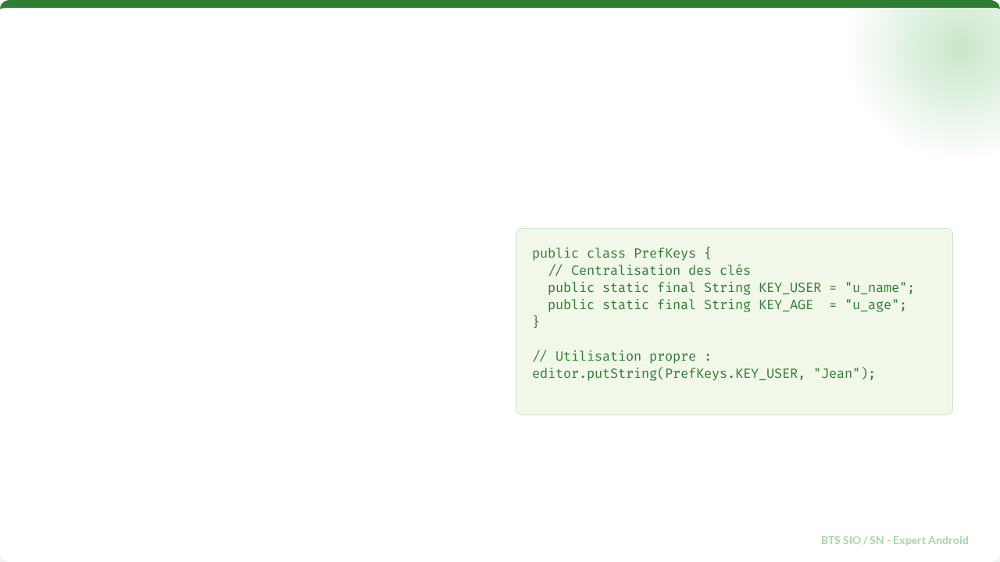 public class PrefKeys {
  // Centralisation des clés
  public static final String KEY_USER = "u_name";
  public static final String KEY_AGE  = "u_age";
}

// Utilisation propre :
editor.putString(PrefKeys.KEY_USER, "Jean");
BTS SIO / SN - Expert Android